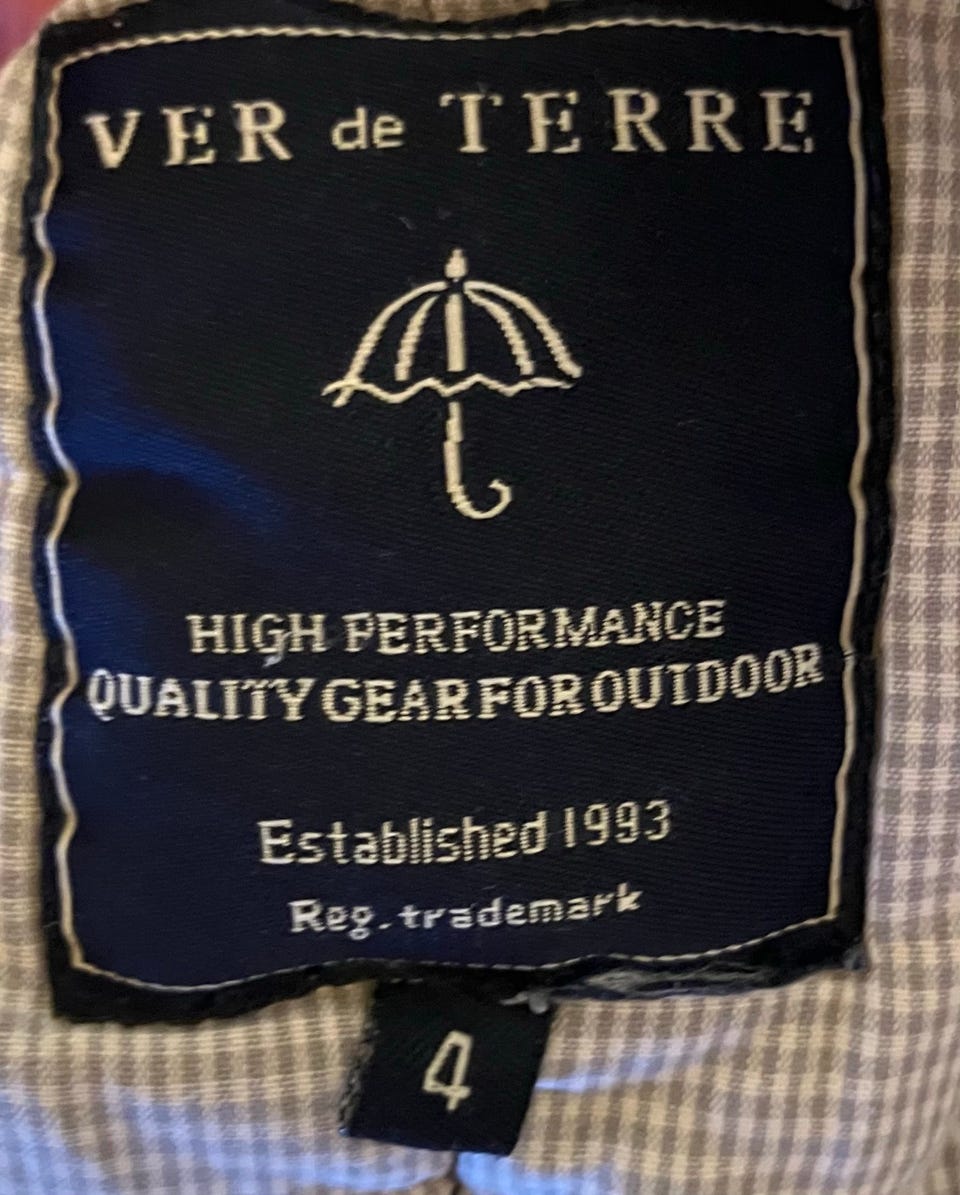 VER de TERRE
HIGH PERFORMANCE
QUALITY GEAR FOR OUTDOOR
Established 1993
Reg. trademark
4